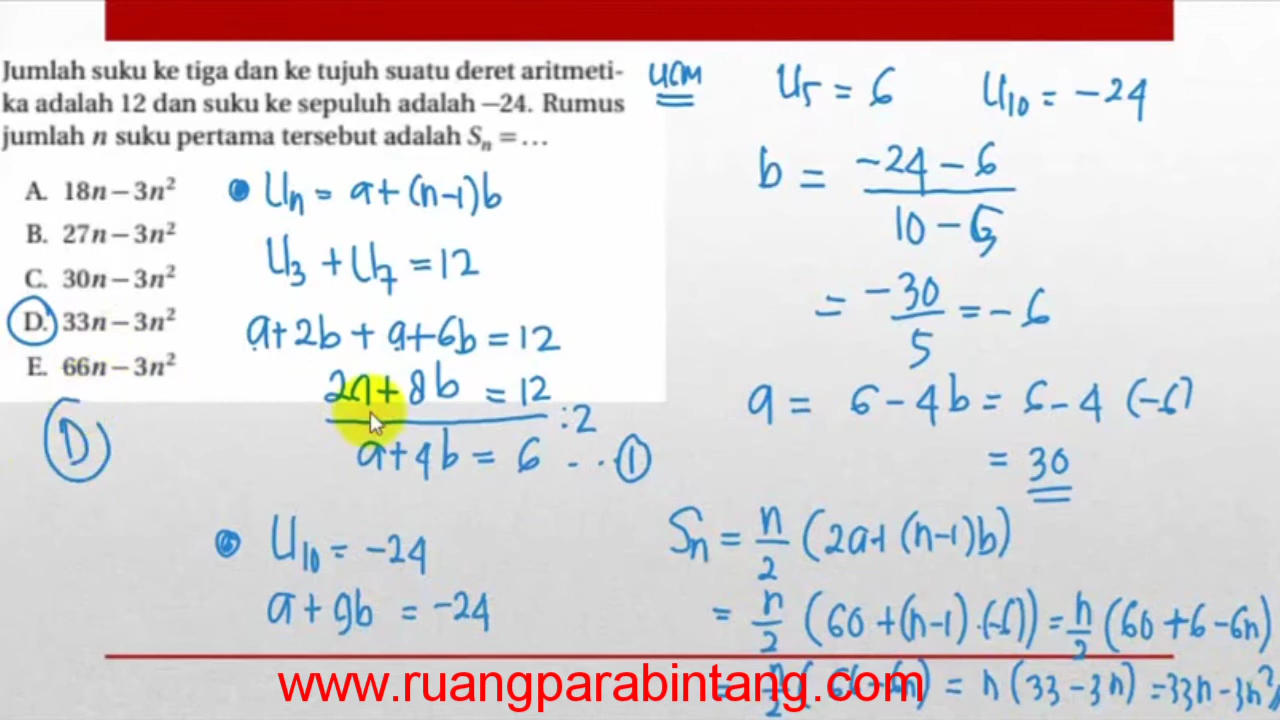 Jumlah suku ke tiga dan ke tujuh suatu deret aritmeti-
ka adalah 12 dan suku ke sepuluh adalah −24. Rumus
jumlah n suku pertama tersebut adalah Sₙ = …
A. 18n − 3n²
B. 27n − 3n²
C. 30n − 3n²
D. 33n − 3n²
E. 66n − 3n²
D
Uₙ = a + (n-1)b
U₃ + U₇ = 12
a + 2b + a + 6b = 12
2a + 8b = 12
:2
a + 4b = 6 ... ①
U₁₀ = -24
a + 9b = -24
UCM
U₅ = 6 U₁₀ = -24
b = (-24 - 6)/(10 - 5)
= -30/5 = -6
a = 6 - 4b = 6 - 4 (-6)
= 30
Sₙ = n/2 (2a + (n-1)b)
= n/2 (60 + (n-1)·(-6)) = n/2 (60 + 6 - 6n)
= n/2 (66 - 6n) = n (33 - 3n) = 33n - 3n²
www.ruangparabintang.com